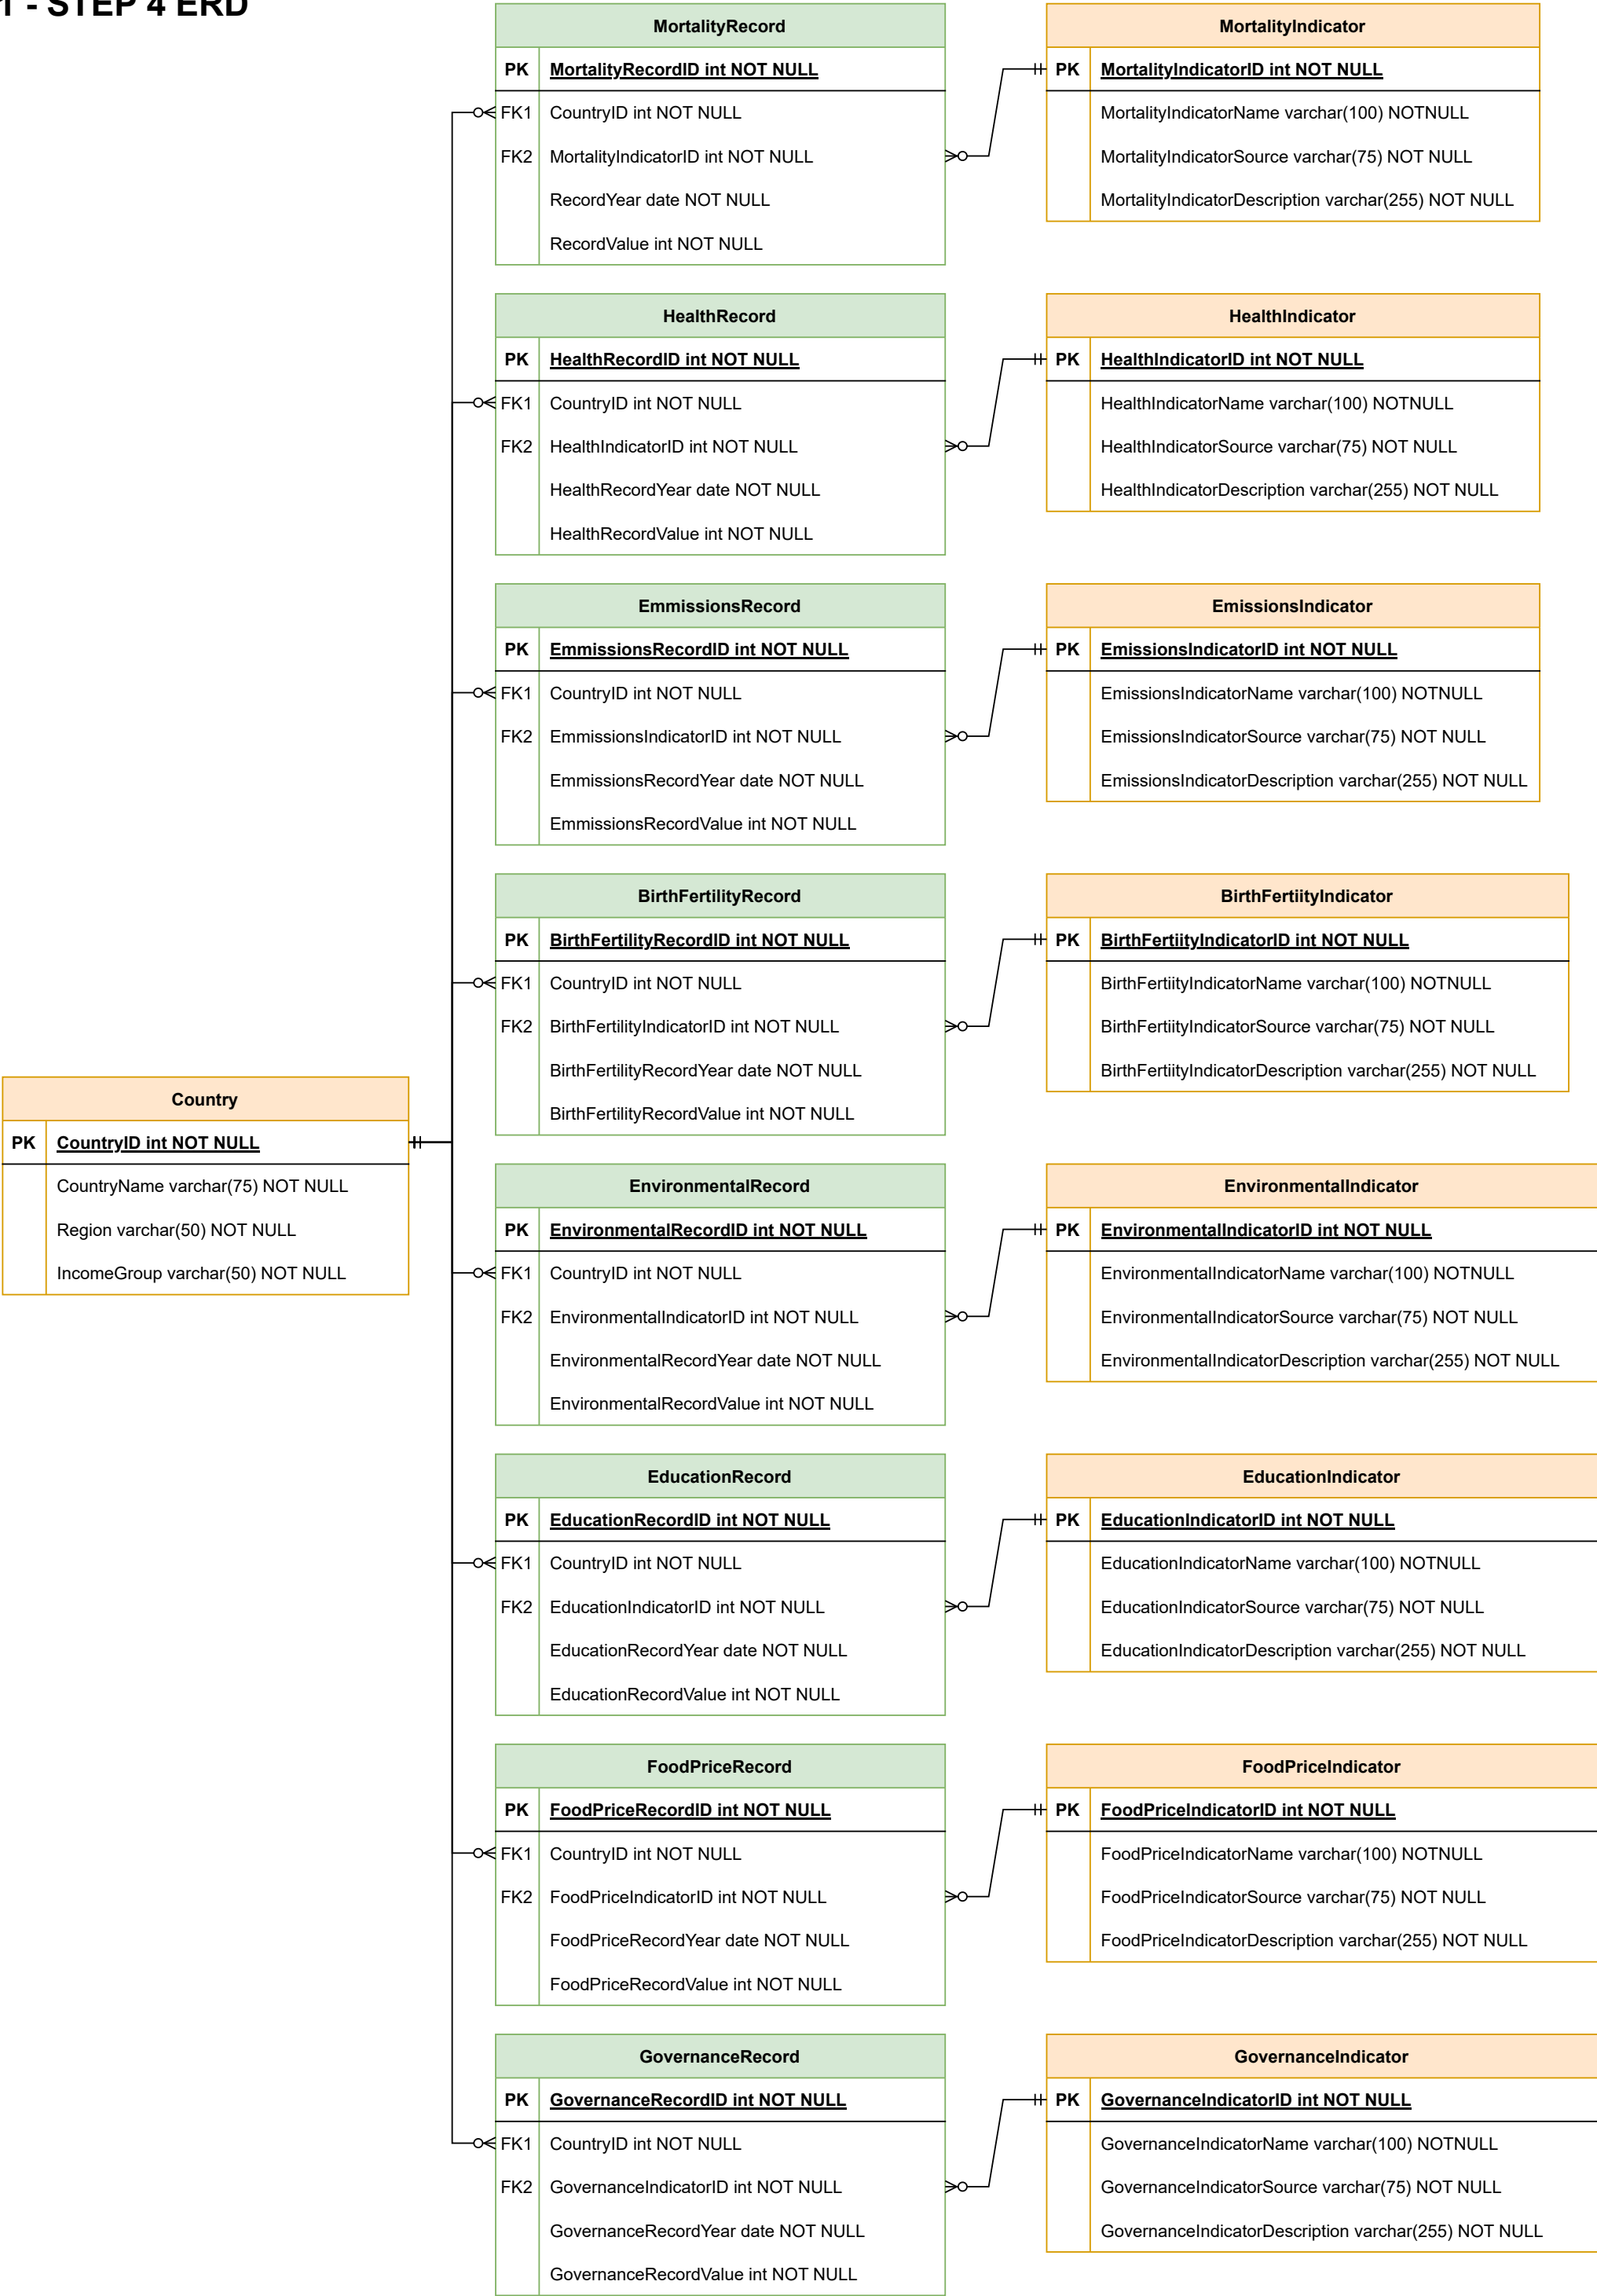 1 - STEP 4 ERD
MortalityRecord
PK MortalityRecordID int NOT NULL
FK1 CountryID int NOT NULL
FK2 MortalityIndicatorID int NOT NULL
RecordYear date NOT NULL
RecordValue int NOT NULL
MortalityIndicator
PK MortalityIndicatorID int NOT NULL
MortalityIndicatorName varchar(100) NOTNULL
MortalityIndicatorSource varchar(75) NOT NULL
MortalityIndicatorDescription varchar(255) NOT NULL
HealthRecord
PK HealthRecordID int NOT NULL
FK1 CountryID int NOT NULL
FK2 HealthIndicatorID int NOT NULL
HealthRecordYear date NOT NULL
HealthRecordValue int NOT NULL
HealthIndicator
PK HealthIndicatorID int NOT NULL
HealthIndicatorName varchar(100) NOTNULL
HealthIndicatorSource varchar(75) NOT NULL
HealthIndicatorDescription varchar(255) NOT NULL
EmmissionsRecord
PK EmmissionsRecordID int NOT NULL
FK1 CountryID int NOT NULL
FK2 EmmissionsIndicatorID int NOT NULL
EmmissionsRecordYear date NOT NULL
EmmissionsRecordValue int NOT NULL
EmissionsIndicator
PK EmissionsIndicatorID int NOT NULL
EmissionsIndicatorName varchar(100) NOTNULL
EmissionsIndicatorSource varchar(75) NOT NULL
EmissionsIndicatorDescription varchar(255) NOT NULL
BirthFertilityRecord
PK BirthFertilityRecordID int NOT NULL
FK1 CountryID int NOT NULL
FK2 BirthFertilityIndicatorID int NOT NULL
BirthFertilityRecordYear date NOT NULL
BirthFertilityRecordValue int NOT NULL
BirthFertiityIndicator
PK BirthFertiityIndicatorID int NOT NULL
BirthFertiityIndicatorName varchar(100) NOTNULL
BirthFertiityIndicatorSource varchar(75) NOT NULL
BirthFertiityIndicatorDescription varchar(255) NOT NULL
Country
PK CountryID int NOT NULL
CountryName varchar(75) NOT NULL
Region varchar(50) NOT NULL
IncomeGroup varchar(50) NOT NULL
EnvironmentalRecord
PK EnvironmentalRecordID int NOT NULL
FK1 CountryID int NOT NULL
FK2 EnvironmentalIndicatorID int NOT NULL
EnvironmentalRecordYear date NOT NULL
EnvironmentalRecordValue int NOT NULL
EnvironmentalIndicator
PK EnvironmentalIndicatorID int NOT NULL
EnvironmentalIndicatorName varchar(100) NOTNULL
EnvironmentalIndicatorSource varchar(75) NOT NULL
EnvironmentalIndicatorDescription varchar(255) NOT NULL
EducationRecord
PK EducationRecordID int NOT NULL
FK1 CountryID int NOT NULL
FK2 EducationIndicatorID int NOT NULL
EducationRecordYear date NOT NULL
EducationRecordValue int NOT NULL
EducationIndicator
PK EducationIndicatorID int NOT NULL
EducationIndicatorName varchar(100) NOTNULL
EducationIndicatorSource varchar(75) NOT NULL
EducationIndicatorDescription varchar(255) NOT NULL
FoodPriceRecord
PK FoodPriceRecordID int NOT NULL
FK1 CountryID int NOT NULL
FK2 FoodPriceIndicatorID int NOT NULL
FoodPriceRecordYear date NOT NULL
FoodPriceRecordValue int NOT NULL
FoodPriceIndicator
PK FoodPriceIndicatorID int NOT NULL
FoodPriceIndicatorName varchar(100) NOTNULL
FoodPriceIndicatorSource varchar(75) NOT NULL
FoodPriceIndicatorDescription varchar(255) NOT NULL
GovernanceRecord
PK GovernanceRecordID int NOT NULL
FK1 CountryID int NOT NULL
FK2 GovernanceIndicatorID int NOT NULL
GovernanceRecordYear date NOT NULL
GovernanceRecordValue int NOT NULL
GovernanceIndicator
PK GovernanceIndicatorID int NOT NULL
GovernanceIndicatorName varchar(100) NOTNULL
GovernanceIndicatorSource varchar(75) NOT NULL
GovernanceIndicatorDescription varchar(255) NOT NULL